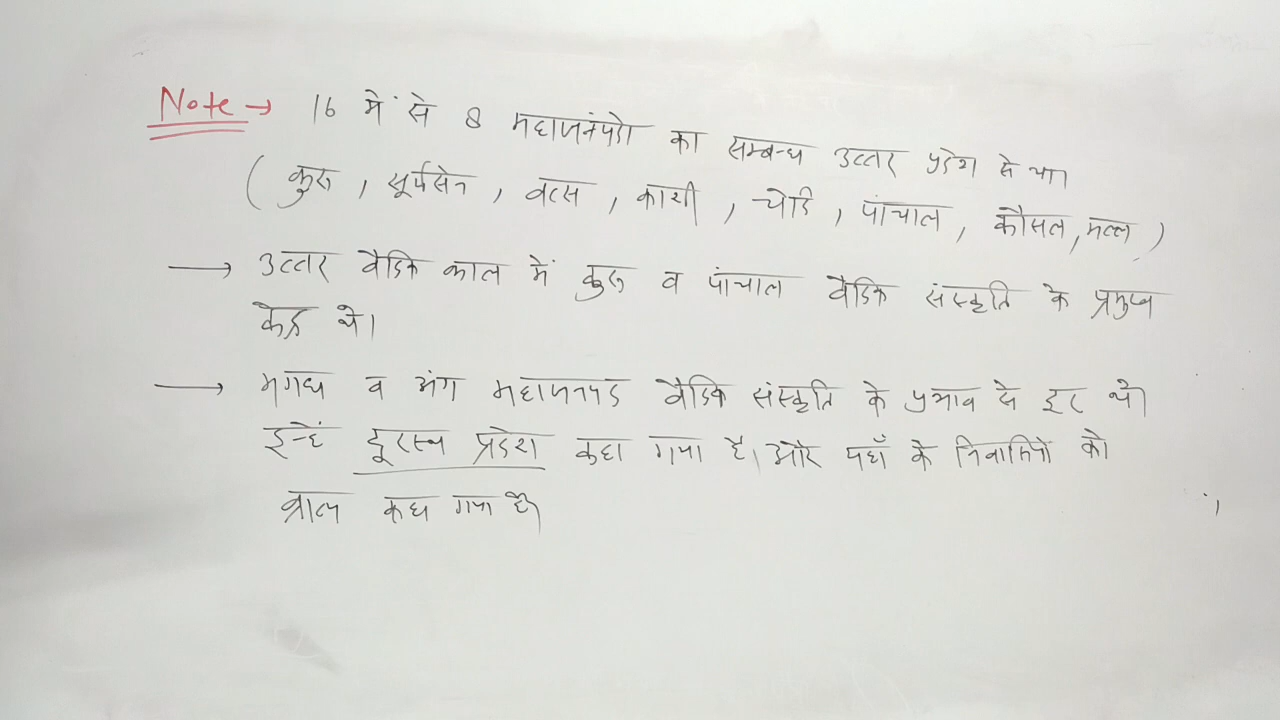 Note → 16 में से 8 महाजनपदो का सम्बन्ध उत्तर प्रदेश से था।
( कुरु , सूर्पसेन , वत्स , काशी , चेदि , पांचाल , कौसल, मल्ल )
→ उत्तर वैदिक काल में कुरु व पांचाल वैदिक संस्कृति के प्रमुख
केन्द्र थे।
→ मगध व अंग महाजनपद वैदिक संस्कृति के प्रभाव से दूर थे।
इन्हें दूरस्थ प्रदेश कहा गया है। और यहाँ के निवासियो को
व्रात्य कहा गया है।